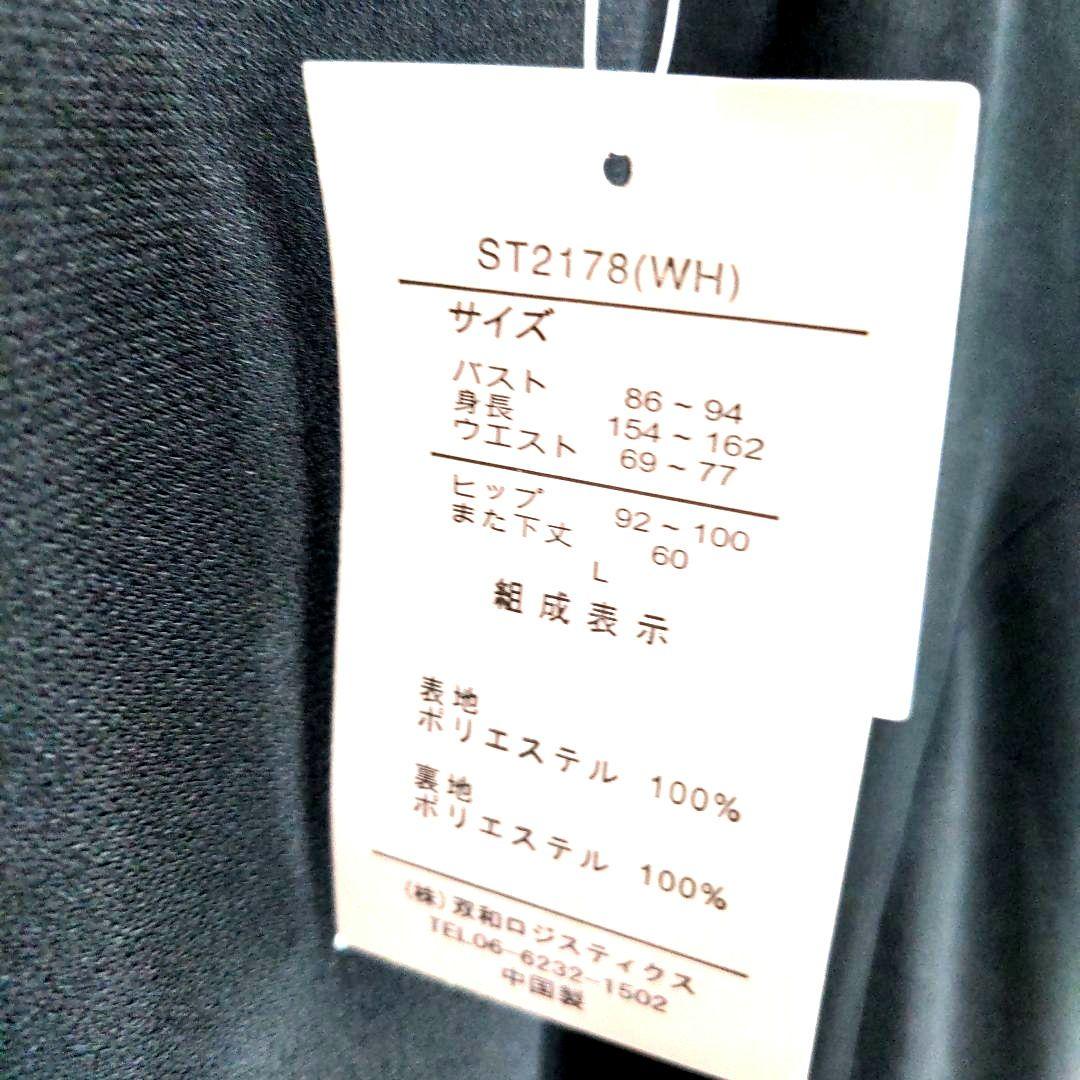 ST2178(WH)
サイズ
バスト 86~94
身長 154~162
ウエスト 69~77
ヒップ 92~100
また下丈 60
L
組成表示
表地
ポリエステル 100%
裏地
ポリエステル 100%
(株)双和ロジスティクス
TEL06-6232-1502
中国製